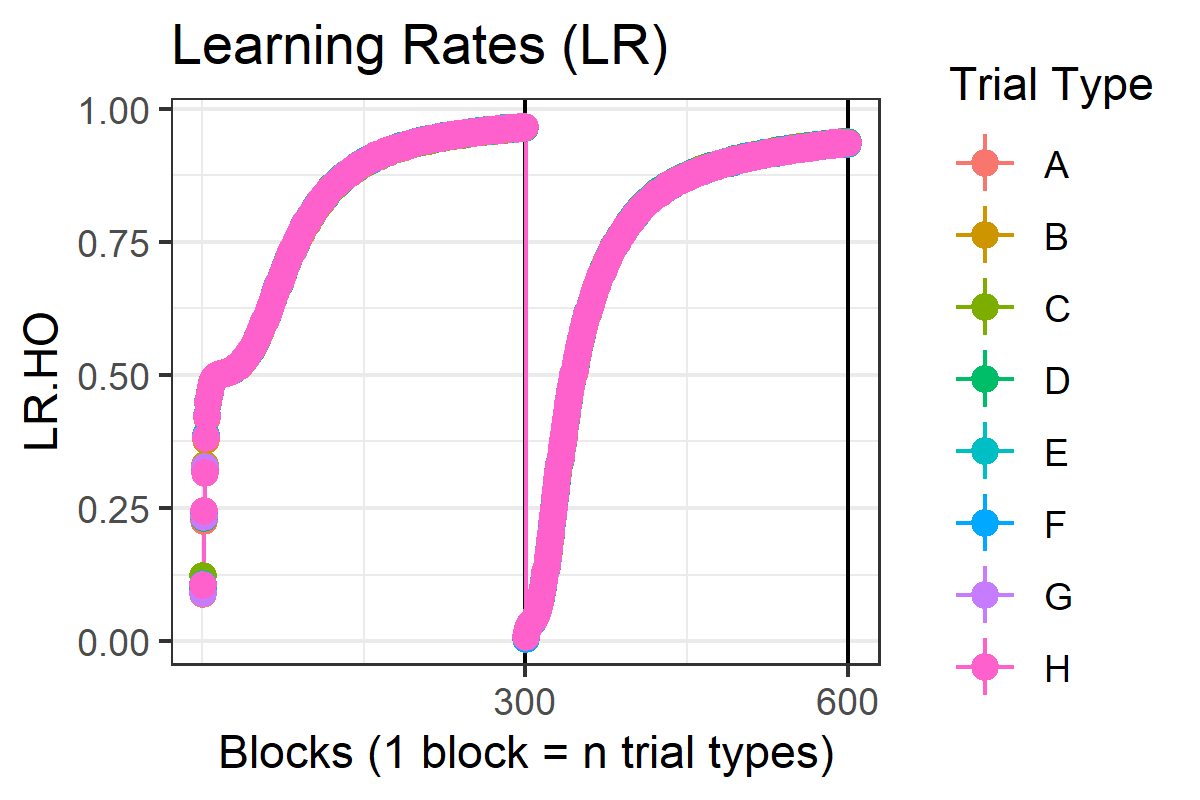 Learning Rates (LR)
LR.HO
1.00
0.75
0.50
0.25
0.00
300
600
Blocks (1 block = n trial types)
Trial Type
A
B
C
D
E
F
G
H